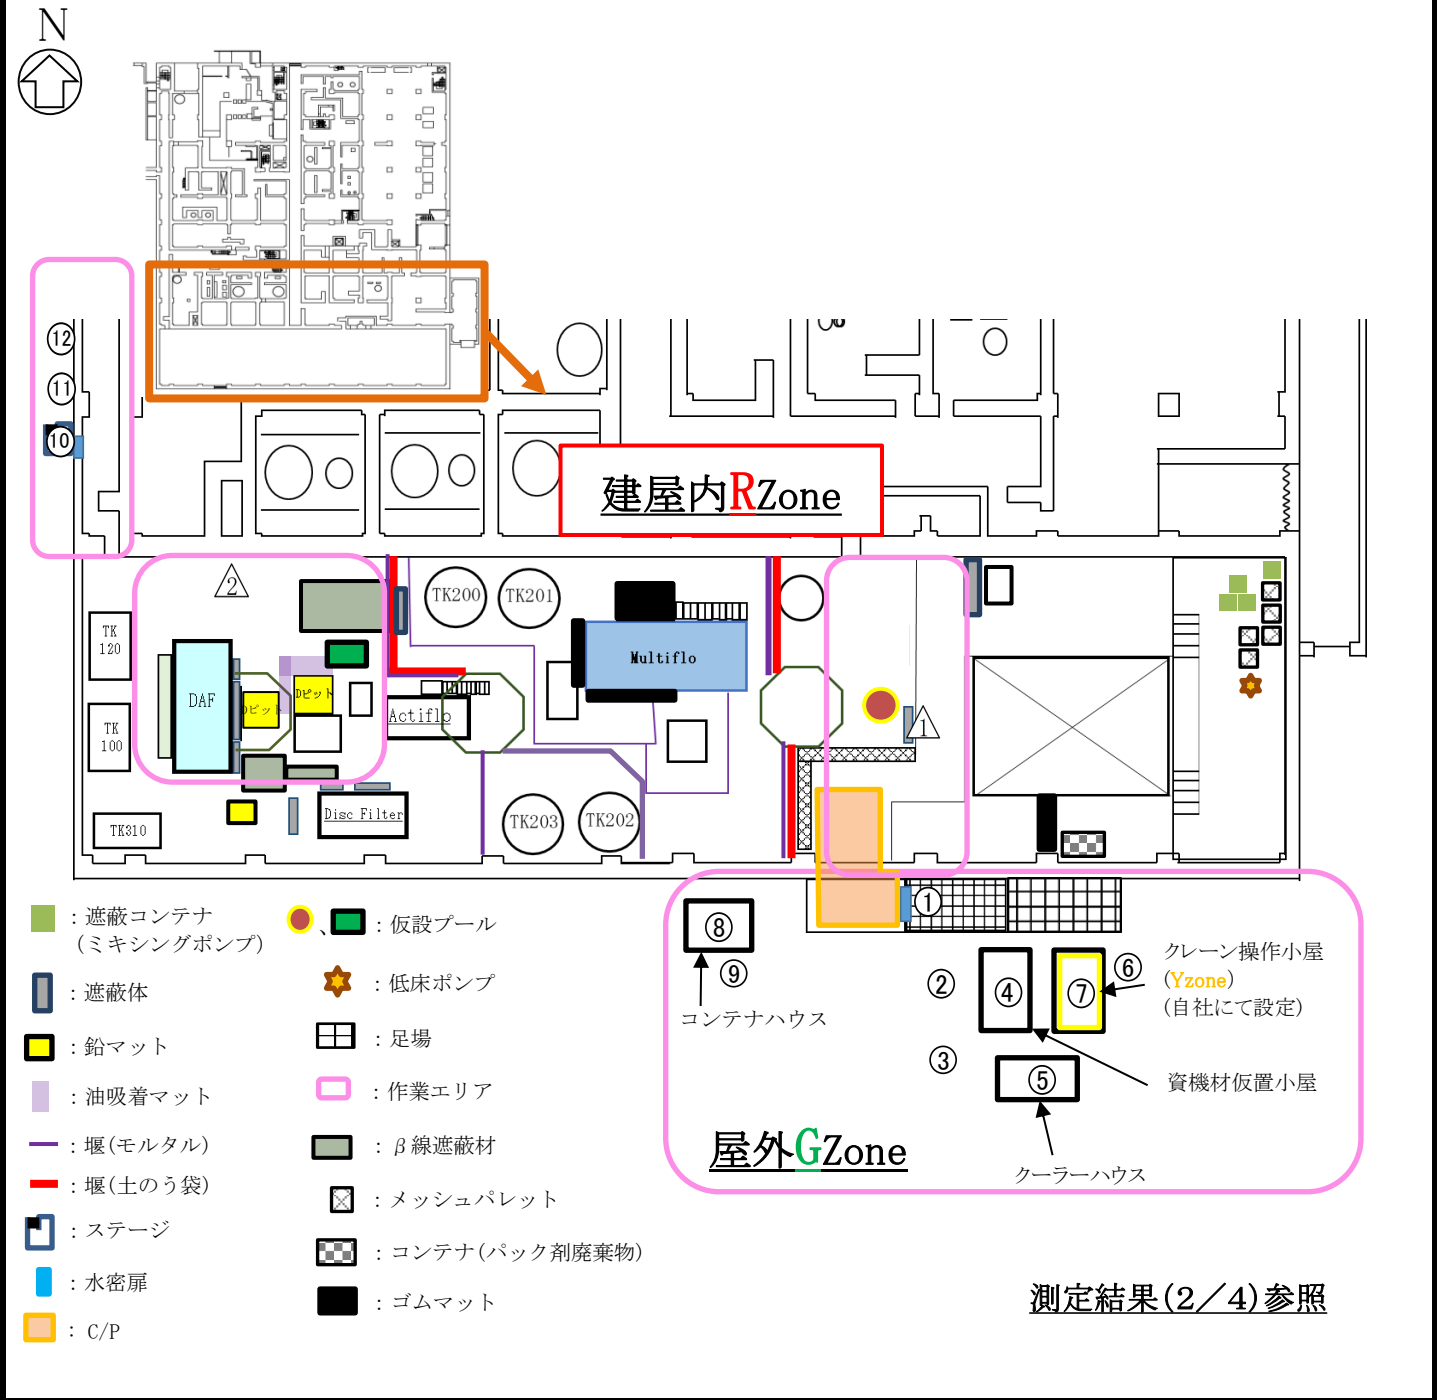 N
⑫
⑪
⑩
建屋内RZone
2
TK
120
TK200
TK201
Multiflo
DAF
Dピット
Dピット
TK
100
Actiflo
1
Disc Filter
TK310
TK203
TK202
①
⑧
⑨
コンテナハウス
②
③
④
⑦
⑥
⑤
クレーン操作小屋
(Yzone)
(自社にて設定)
資機材仮置小屋
クーラーハウス
屋外GZone
：遮蔽コンテナ
(ミキシングポンプ)
：遮蔽体
：鉛マット
：油吸着マット
：堰(モルタル)
：堰(土のう袋)
：ステージ
：水密扉
：C/P
、：仮設プール
：低床ポンプ
：足場
：作業エリア
：β線遮蔽材
：メッシュパレット
：コンテナ(パック剤廃棄物)
：ゴムマット
測定結果(2／4)参照